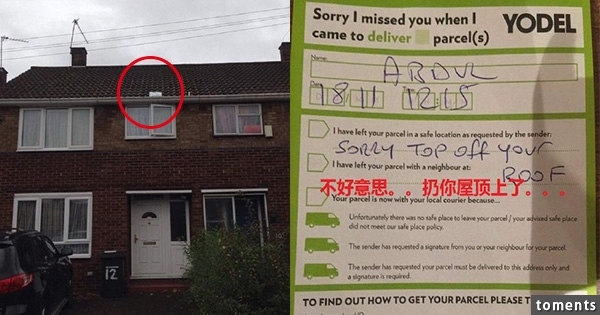 12
Sorry I missed you when I
came to deliver parcel(s)
YODEL
Name:
ABDUL
Date:
18/11 12:15
I have left your parcel in a safe location as requested by the sender:
SORRY TOP OFF YOUR
ROOF
I have left your parcel with a neighbour at:
不好意思。。扔你屋顶上了。。。
Your parcel is now with your local courier because...
Unfortunately there was no safe place to leave your parcel / your advised safe place
did not meet our safe place policy.
The sender has requested a signature from you or your neighbour for your parcel.
The sender has requested your parcel must be delivered to this address only and
a signature is required.
TO FIND OUT HOW TO GET YOUR PARCEL PLEASE T
toments